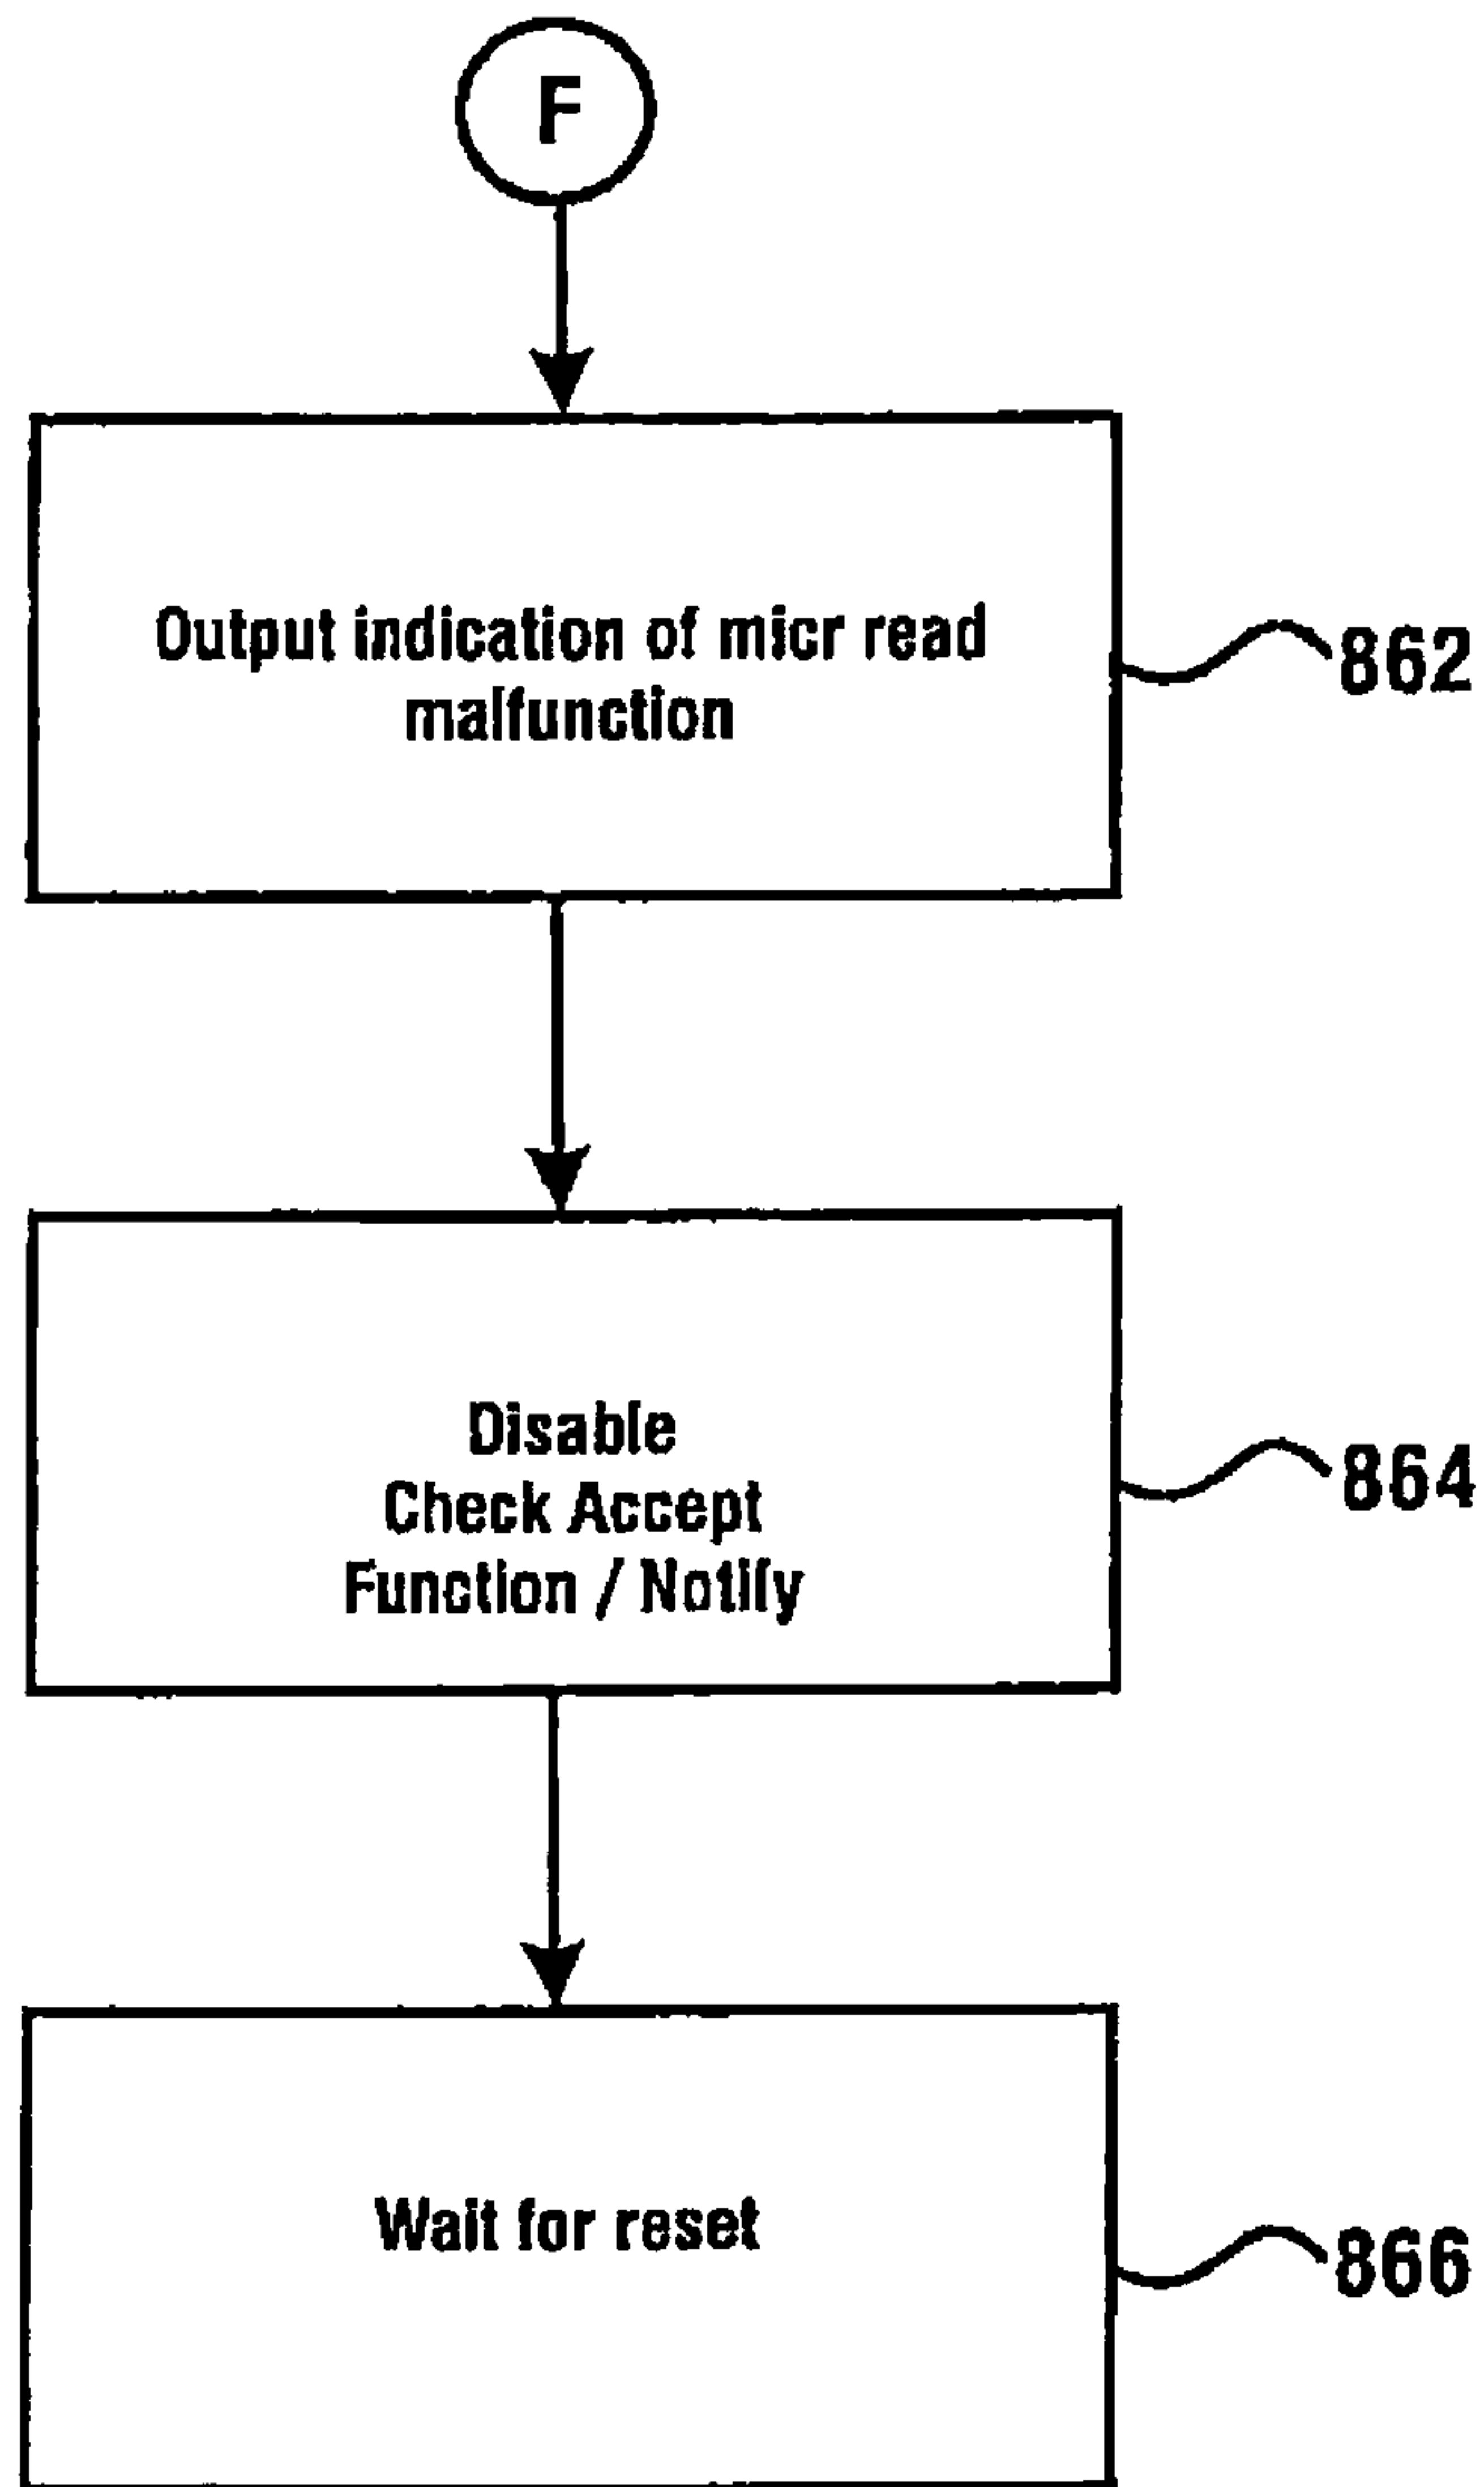 F
Output indication of micr read
malfunction
862
Disable
Check Accept
Function / Notify
864
Wait for reset
866